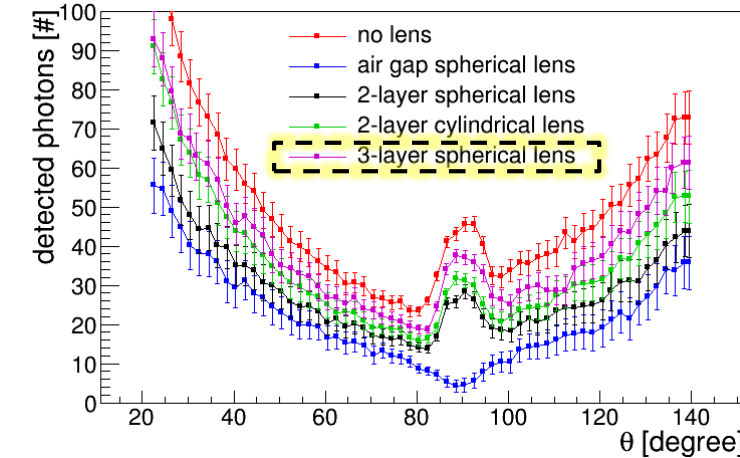 detected photons [#]
100
90
80
70
60
50
40
30
20
10
0
no lens
air gap spherical lens
2-layer spherical lens
2-layer cylindrical lens
3-layer spherical lens
20 40 60 80 100 120 140
θ [degree]